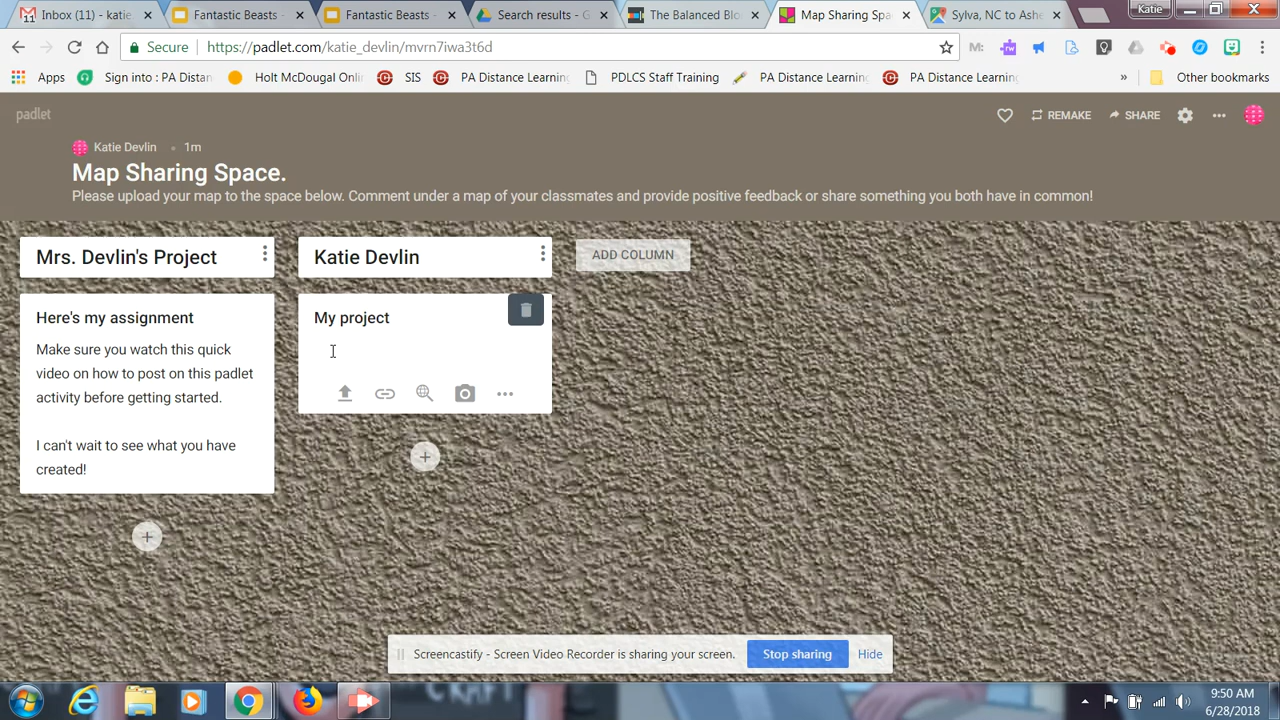 Inbox (11) - katie
Fantastic Beasts -
Fantastic Beasts -
Search results - G
The Balanced Blo
Map Sharing Spa
Sylva, NC to Ashe
Katie
Secure
https://padlet.com/katie_devlin/mvrn7iwa3t6d
Apps
Sign into : PA Distan
Holt McDougal Onli
SIS
PA Distance Learning
PDLCS Staff Training
PA Distance Learnin
PA Distance Learnin
»
Other bookmarks
padlet
REMAKE
SHARE
Katie Devlin • 1m
Map Sharing Space.
Please upload your map to the space below. Comment under a map of your classmates and provide positive feedback or share something you both have in common!
Mrs. Devlin's Project
Here's my assignment
Make sure you watch this quick
video on how to post on this padlet
activity before getting started.
I can't wait to see what you have
created!
Katie Devlin
My project
ADD COLUMN
Screencastify - Screen Video Recorder is sharing your screen.
Stop sharing
Hide
CRAFT
9:50 AM
6/28/2018